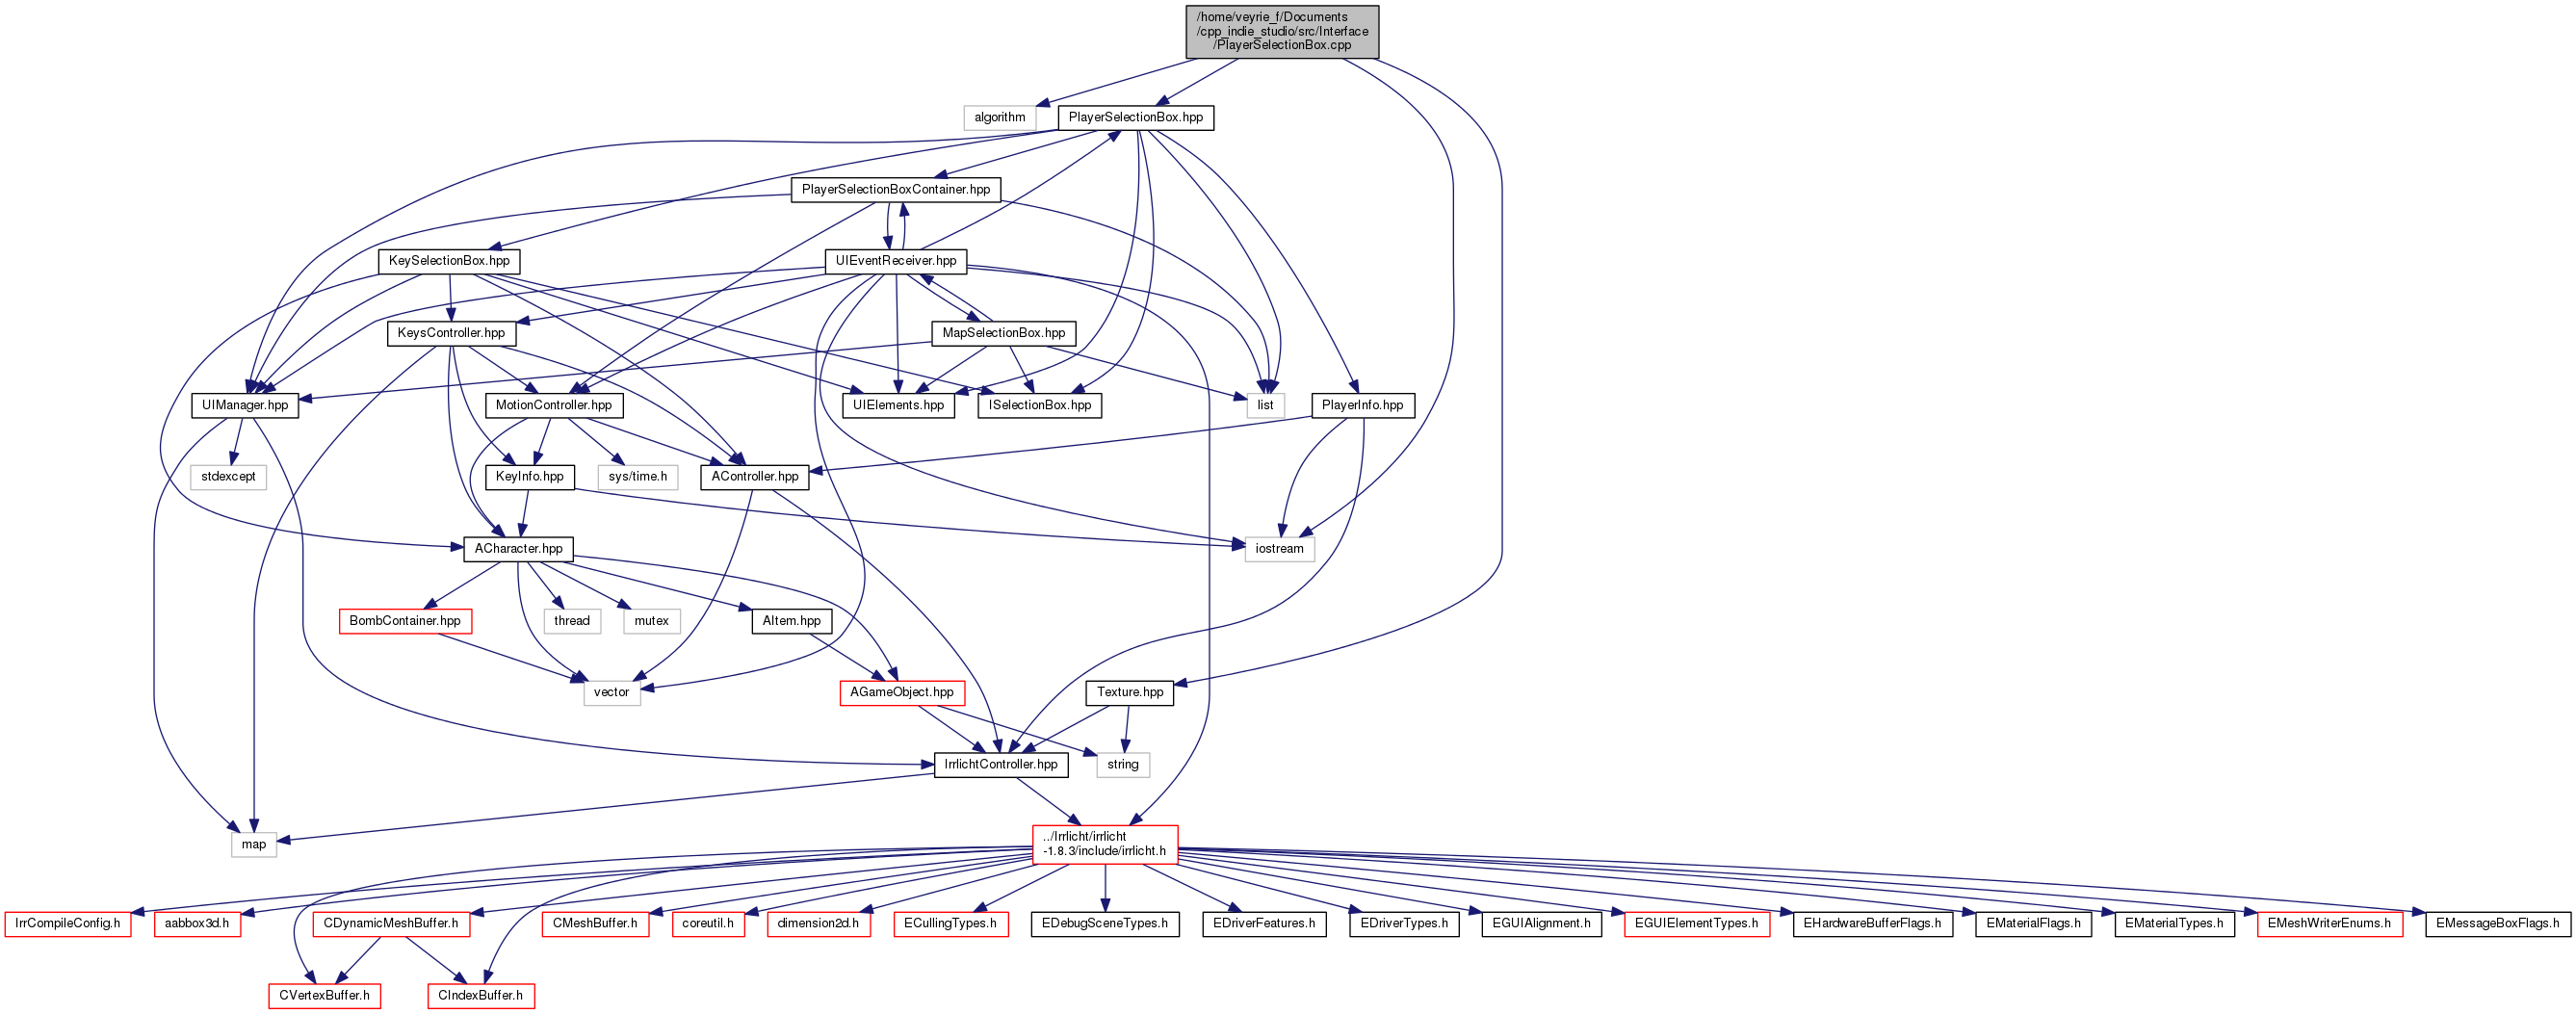 /home/veyrie_f/Documents
/cpp_indie_studio/src/Interface
/PlayerSelectionBox.cpp
algorithm
PlayerSelectionBox.hpp
PlayerSelectionBoxContainer.hpp
KeySelectionBox.hpp
UIEventReceiver.hpp
KeysController.hpp
MapSelectionBox.hpp
UIManager.hpp
MotionController.hpp
UIElements.hpp
ISelectionBox.hpp
list
PlayerInfo.hpp
stdexcept
KeyInfo.hpp
sys/time.h
AController.hpp
ACharacter.hpp
iostream
BombContainer.hpp
thread
mutex
AItem.hpp
vector
AGameObject.hpp
Texture.hpp
IrrlichtController.hpp
string
map
../Irrlicht/irrlicht
-1.8.3/include/irrlicht.h
IrrCompileConfig.h
aabbox3d.h
CDynamicMeshBuffer.h
CMeshBuffer.h
coreutil.h
dimension2d.h
ECullingTypes.h
EDebugSceneTypes.h
EDriverFeatures.h
EDriverTypes.h
EGUIAlignment.h
EGUIElementTypes.h
EHardwareBufferFlags.h
EMaterialFlags.h
EMaterialTypes.h
EMeshWriterEnums.h
EMessageBoxFlags.h
CVertexBuffer.h
CIndexBuffer.h